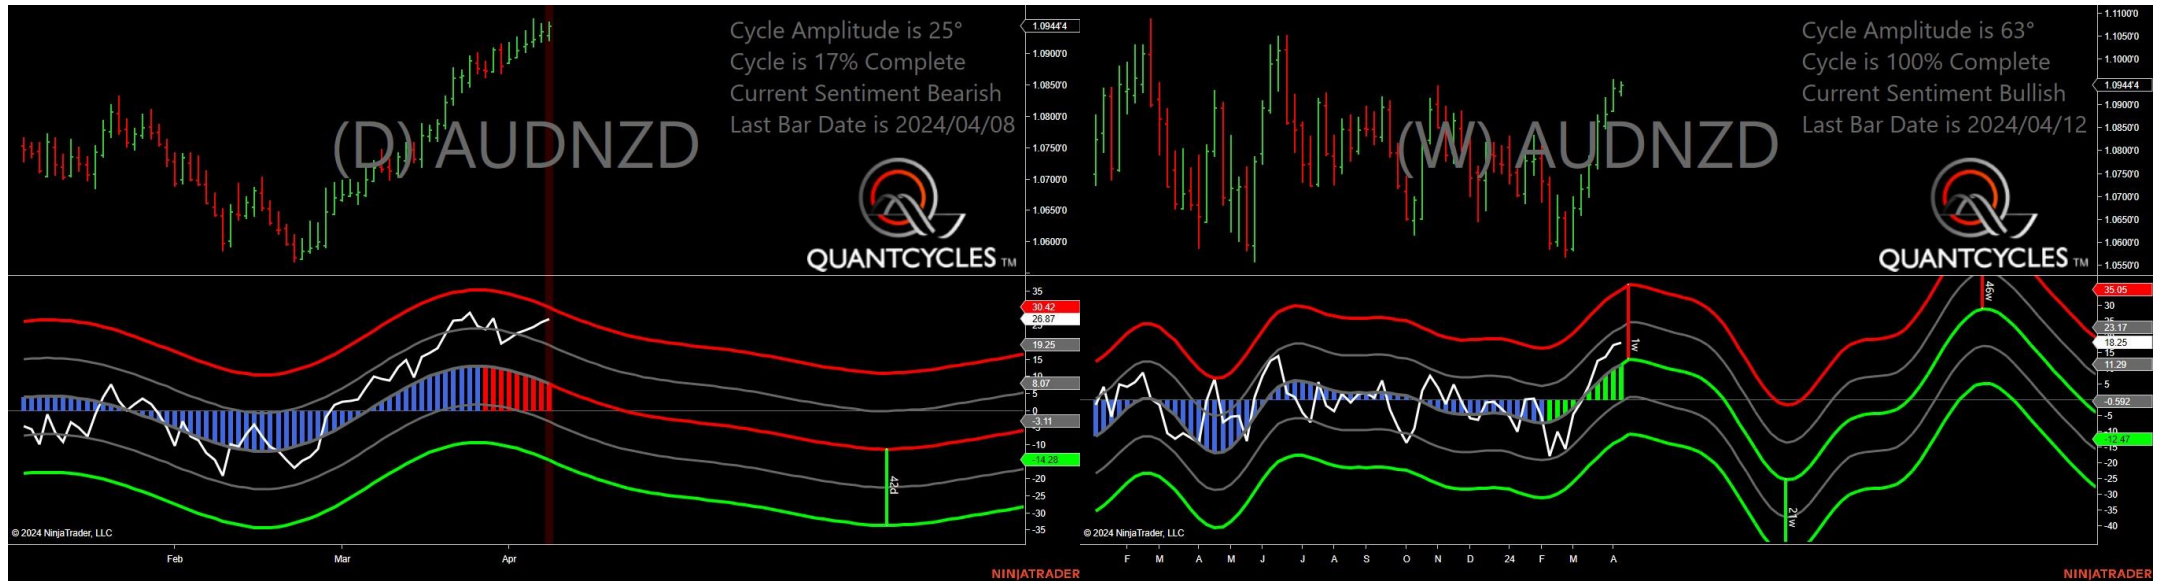 Cycle Amplitude is 25°
Cycle is 17% Complete
Current Sentiment Bearish
Last Bar Date is 2024/04/08
(D) AUDNZD
QUANTCYCLES TM
1.0944'4
1.0900'0
1.0850'0
1.0800'0
1.0750'0
1.0700'0
1.0650'0
1.0600'0
35
30.42
26.87
19.25
15
10
8.07
5
0
-3.11
-5
-10
-14.28
-20
-25
-30
-35
42d
© 2024 NinjaTrader, LLC
Feb Mar Apr
NINJATRADER
Cycle Amplitude is 63°
Cycle is 100% Complete
Current Sentiment Bullish
Last Bar Date is 2024/04/12
(W) AUDNZD
QUANTCYCLES TM
1.1100'0
1.1050'0
1.1000'0
1.0944'4
1.0900'0
1.0850'0
1.0800'0
1.0750'0
1.0700'0
1.0650'0
1.0600'0
1.0550'0
35.05
30
23.17
18.25
15
11.29
5
-0.592
-5
-12.47
-15
-20
-25
-30
-35
-40
1w
21w
46w
© 2024 NinjaTrader, LLC
F M A M J J A S O N D 24 F M A
NINJATRADER